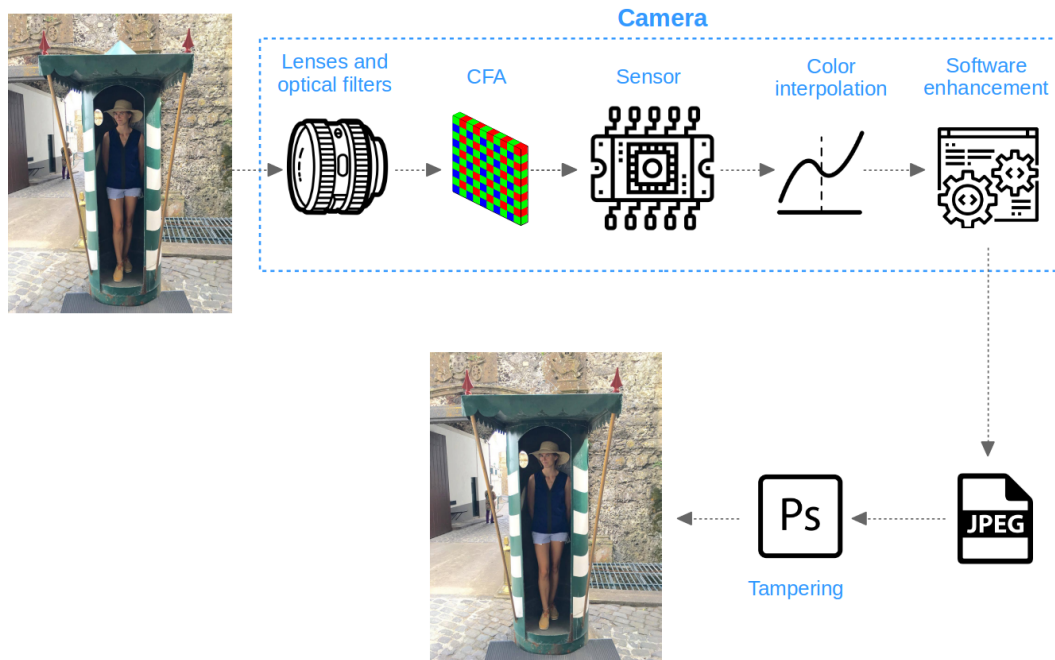 Camera
Lenses and
optical filters
CFA
Sensor
Color
interpolation
Software
enhancement
JPEG
Ps
Tampering